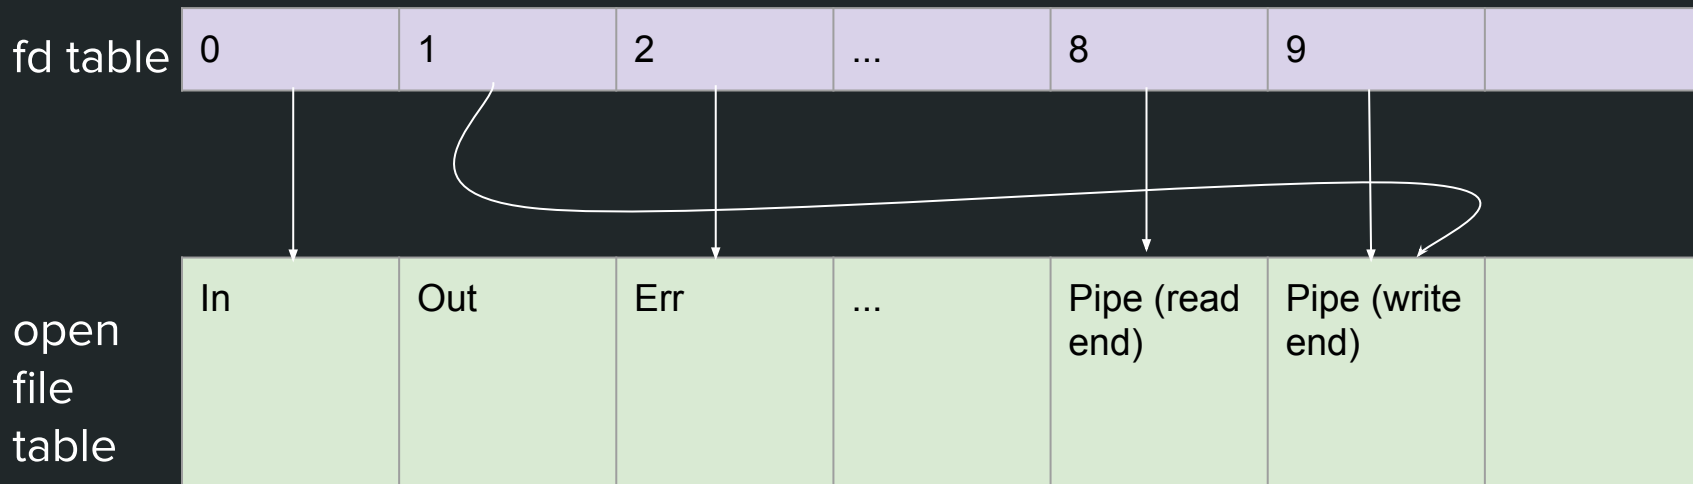 fd table
0
1
2
...
8
9
open
file
table
In
Out
Err
...
Pipe (read
end)
Pipe (write
end)